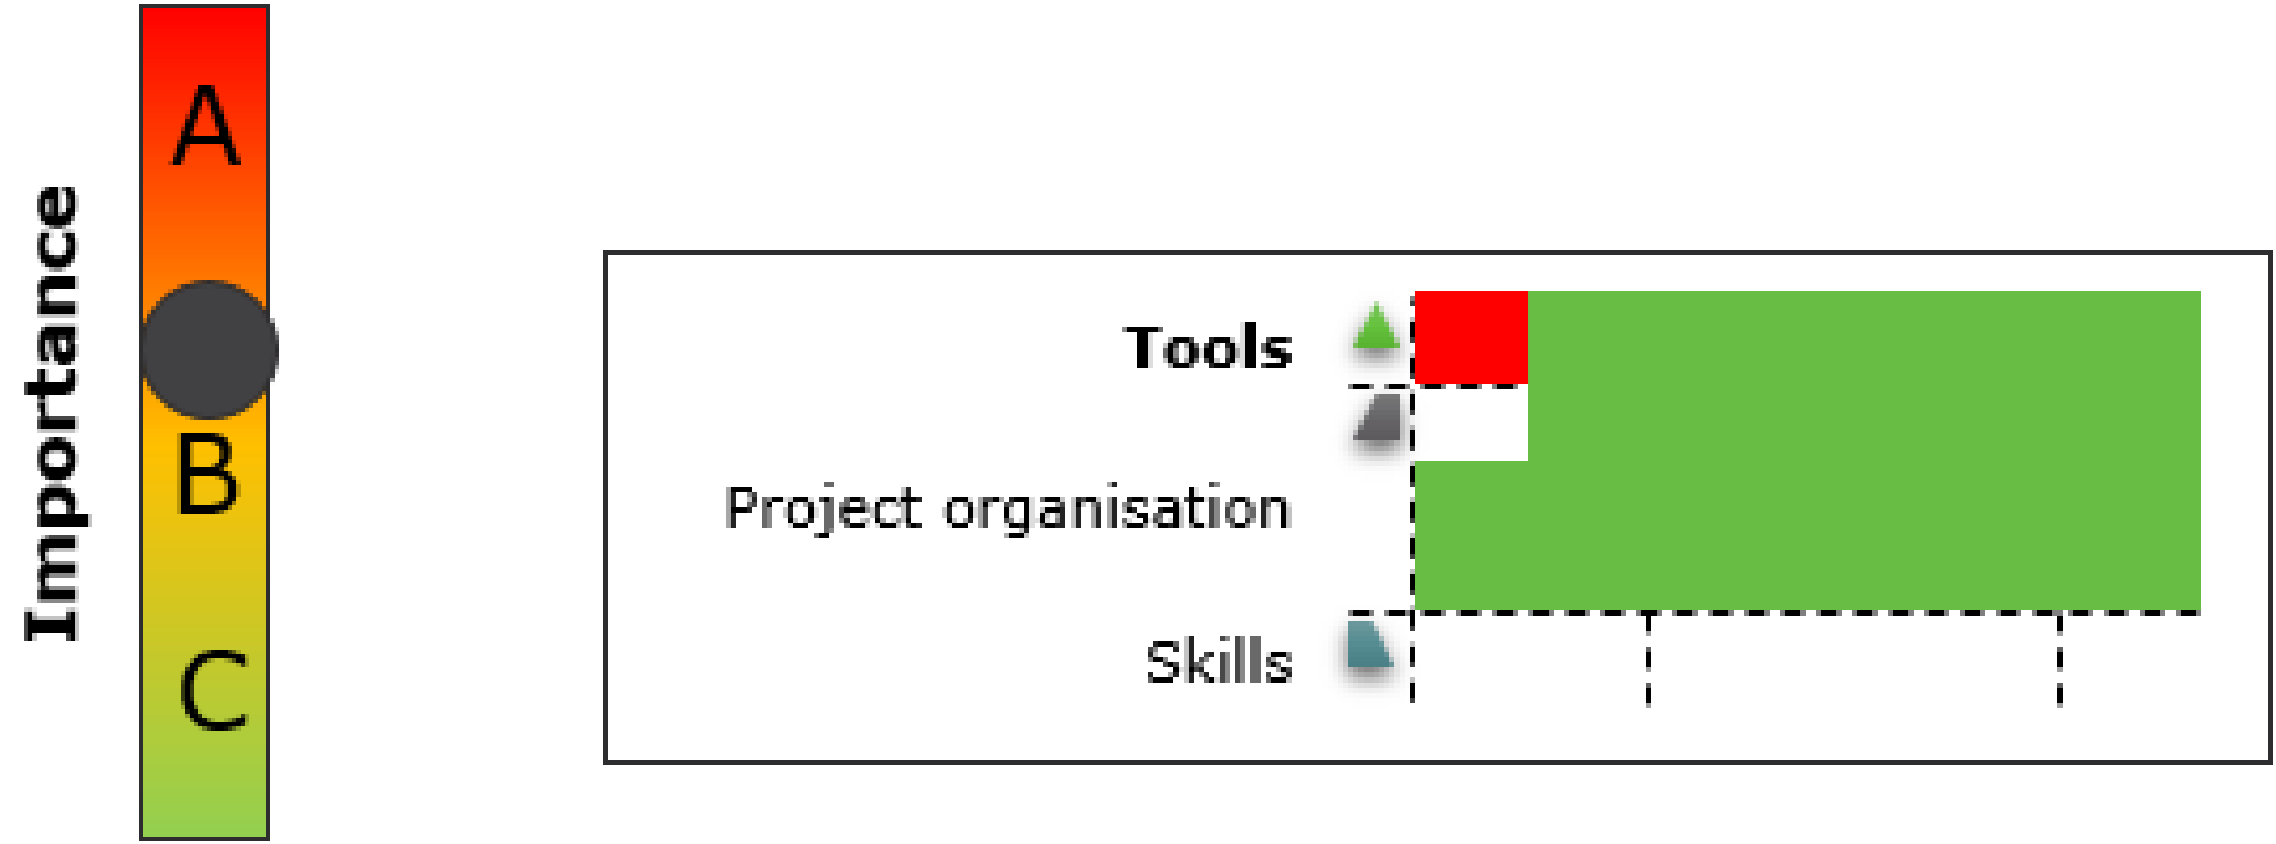 Importance
A
B
C
Tools
Project organisation
Skills